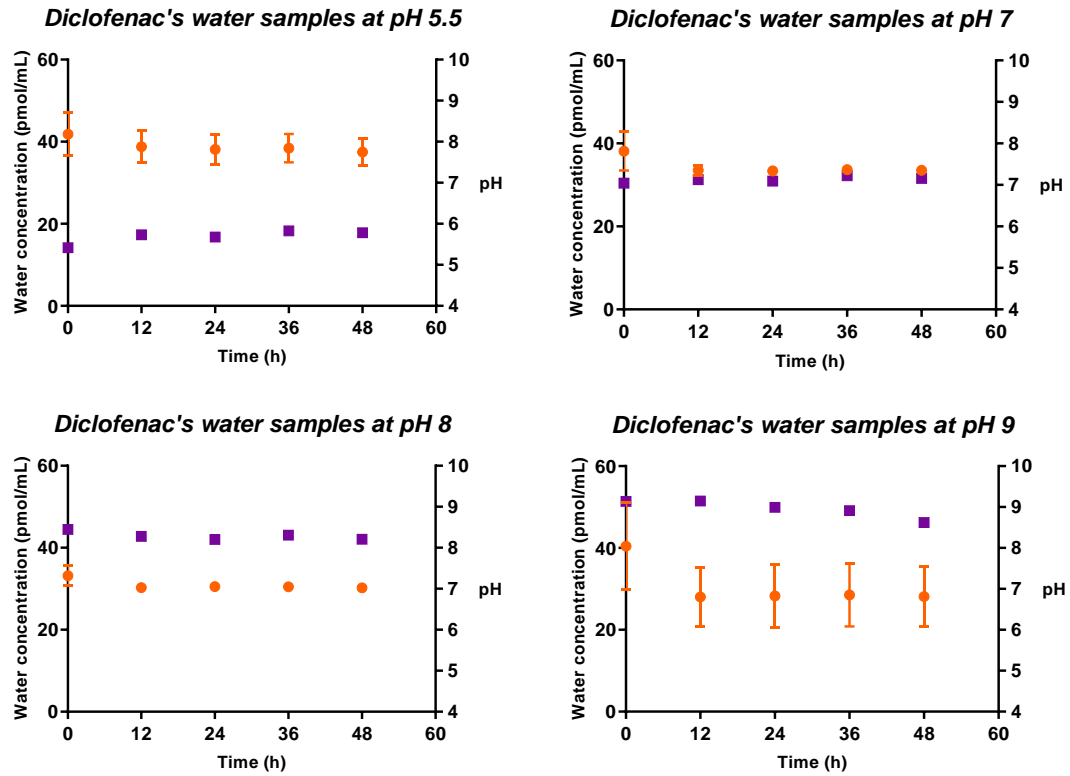 Diclofenac's water samples at pH 5.5
Water concentration (pmol/mL)
60
40
20
0
10
9
8
7
6
5
4
pH
0 12 24 36 48 60
Time (h)
Diclofenac's water samples at pH 7
Water concentration (pmol/mL)
60
40
20
0
10
9
8
7
6
5
4
pH
0 12 24 36 48 60
Time (h)
Diclofenac's water samples at pH 8
Water concentration (pmol/mL)
60
40
20
0
10
9
8
7
6
5
4
pH
0 12 24 36 48 60
Time (h)
Diclofenac's water samples at pH 9
Water concentration (pmol/mL)
60
40
20
0
10
9
8
7
6
5
4
pH
0 12 24 36 48 60
Time (h)